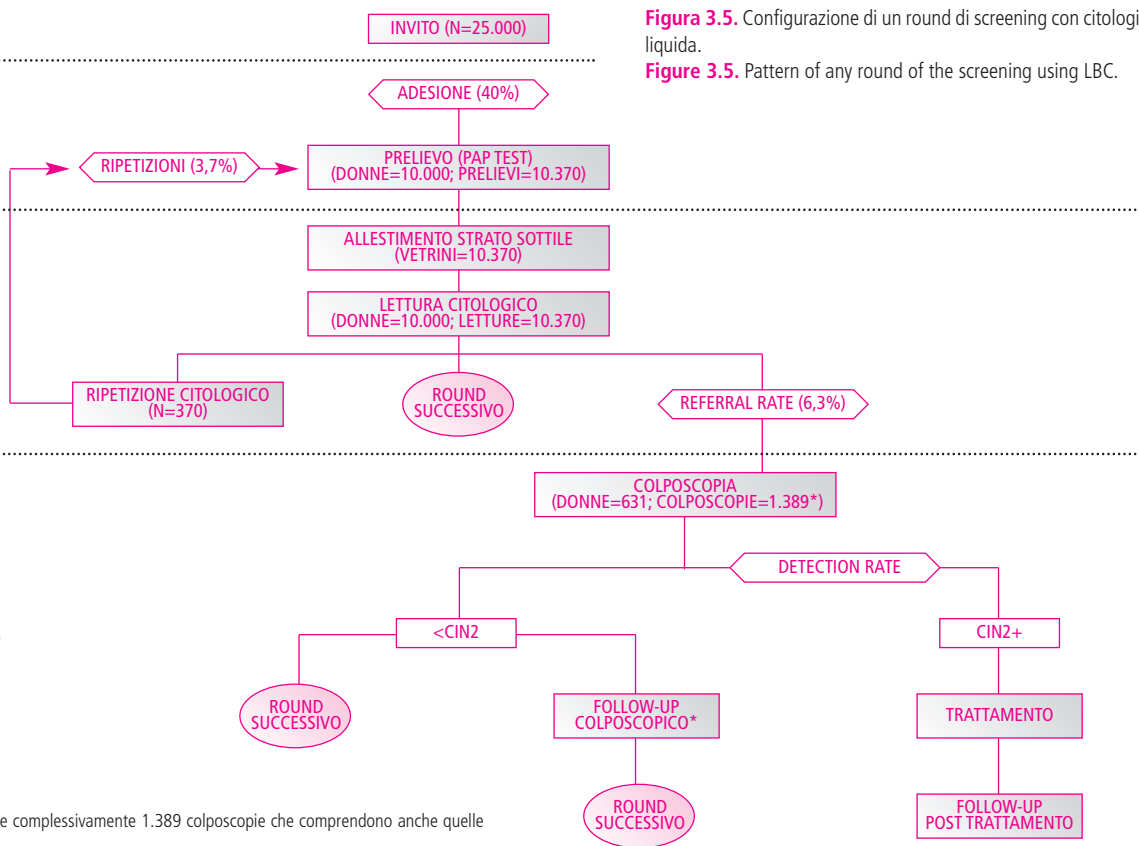 INVITO (N=25.000)
Figura 3.5. Configurazione di un round di screening con citologi
liquida.
Figure 3.5. Pattern of any round of the screening using LBC.
ADESIONE (40%)
RIPETIZIONI (3,7%)
PRELIEVO (PAP TEST)
(DONNE=10.000; PRELIEVI=10.370)
ALLESTIMENTO STRATO SOTTILE
(VETRINI=10.370)
LETTURA CITOLOGICO
(DONNE=10.000; LETTURE=10.370)
RIPETIZIONE CITOLOGICO
(N=370)
ROUND
SUCCESSIVO
REFERRAL RATE (6,3%)
COLPOSCOPIA
(DONNE=631; COLPOSCOPIE=1.389*)
DETECTION RATE
<CIN2
CIN2+
ROUND
SUCCESSIVO
FOLLOW-UP
COLPOSCOPICO*
TRATTAMENTO
ROUND
SUCCESSIVO
FOLLOW-UP
POST TRATTAMENTO
e complessivamente 1.389 colposcopie che comprendono anche quelle